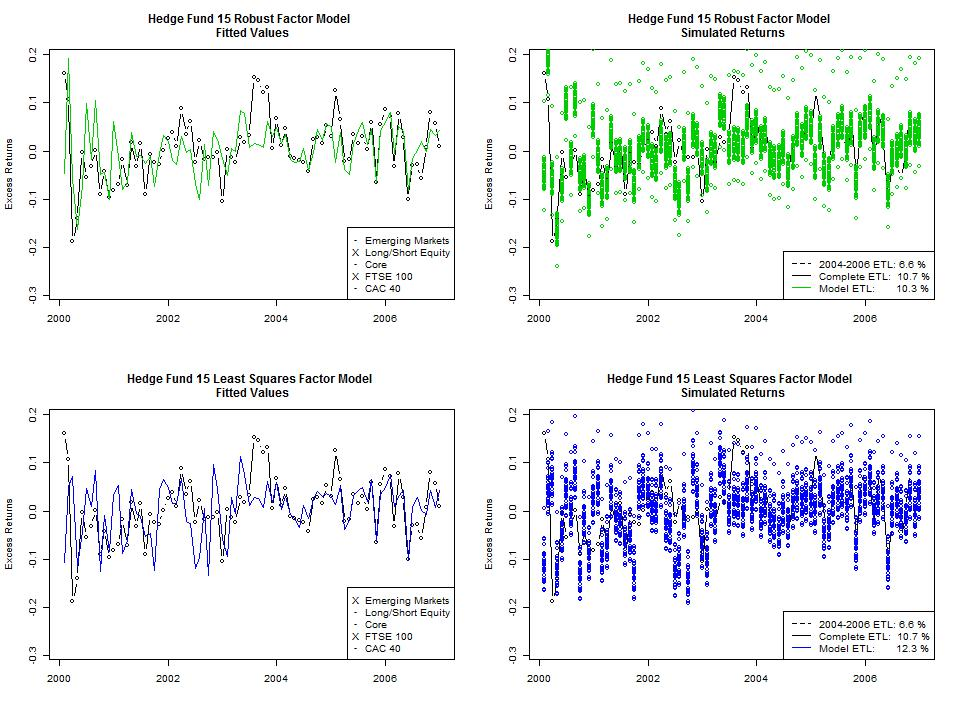 Hedge Fund 15 Robust Factor Model
Fitted Values
Excess Returns
0.2
0.1
0.0
-0.1
-0.2
-0.3
2000
2002
2004
2006
- Emerging Markets
X Long/Short Equity
- Core
X FTSE 100
- CAC 40
Hedge Fund 15 Robust Factor Model
Simulated Returns
Excess Returns
0.2
0.1
0.0
-0.1
-0.2
-0.3
2000
2002
2004
2006
2004-2006 ETL: 6.6 %
Complete ETL: 10.7 %
Model ETL: 10.3 %
Hedge Fund 15 Least Squares Factor Model
Fitted Values
Excess Returns
0.2
0.1
0.0
-0.1
-0.2
-0.3
2000
2002
2004
2006
X Emerging Markets
- Long/Short Equity
- Core
X FTSE 100
- CAC 40
Hedge Fund 15 Least Squares Factor Model
Simulated Returns
Excess Returns
0.2
0.1
0.0
-0.1
-0.2
-0.3
2000
2002
2004
2006
2004-2006 ETL: 6.6 %
Complete ETL: 10.7 %
Model ETL: 12.3 %